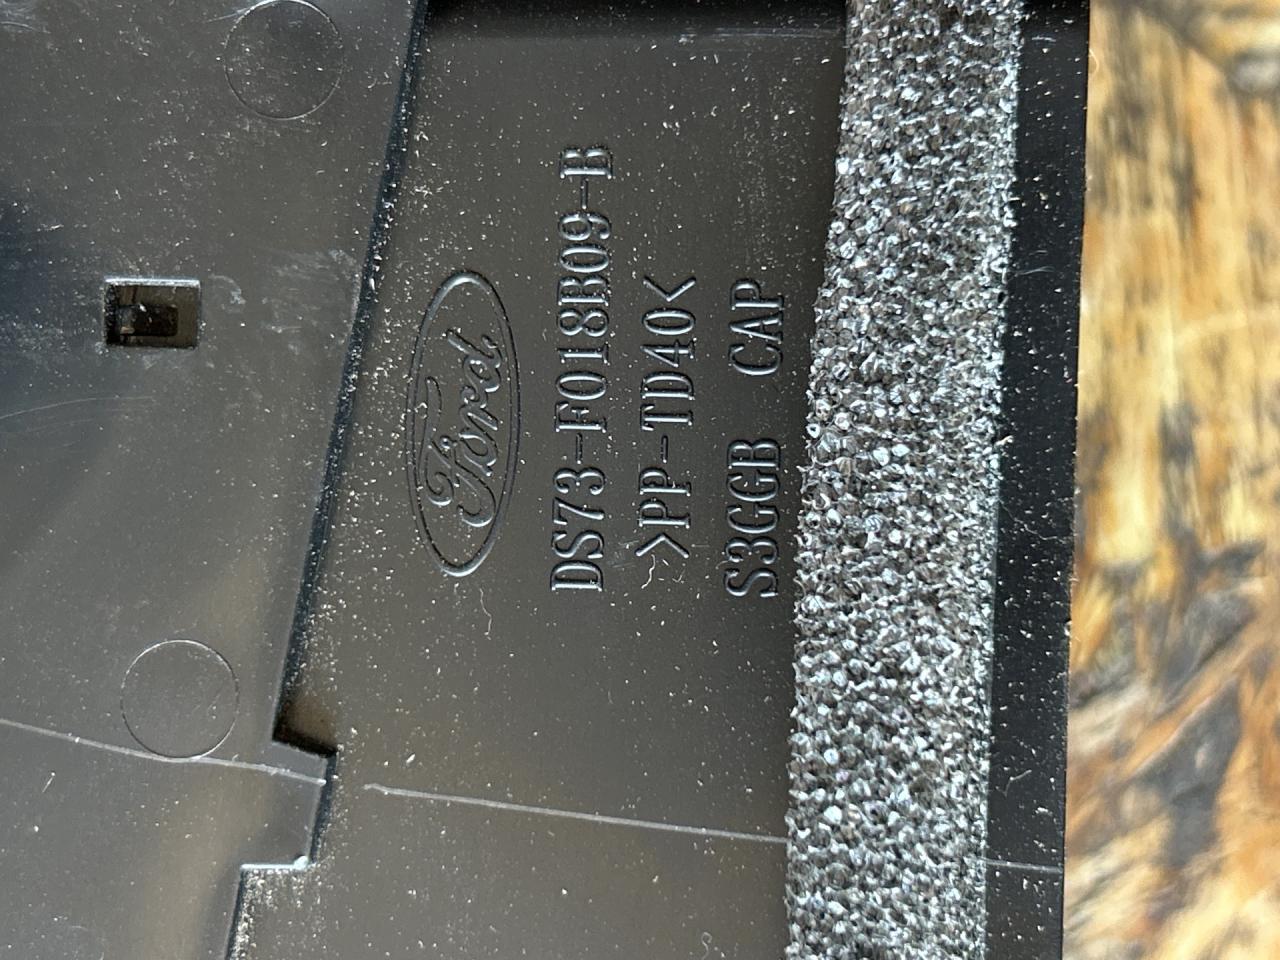 Ford
DS73-F018B09-B
>PP-TD40<
S3GGB CAP